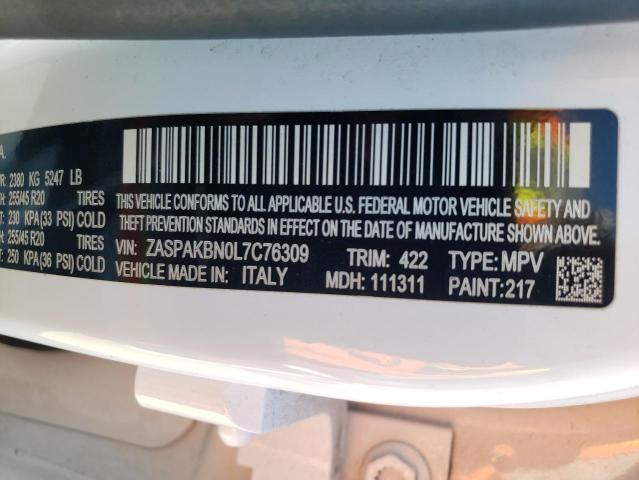 A.
R: 2380 KG 5247 LB
H: 255/45 R20 TIRES
T: 230 KPA(33 PSI) COLD
H: 255/45 R20 TIRES
T: 250 KPA(36 PSI) COLD
THIS VEHICLE CONFORMS TO ALL APPLICABLE U.S. FEDERAL MOTOR VEHICLE SAFETY AND
THEFT PREVENTION STANDARDS IN EFFECT ON THE DATE OF MANUFACTURE SHOWN ABOVE.
VIN: ZASPAKBN0L7C76309 TRIM: 422 TYPE: MPV
VEHICLE MADE IN: ITALY MDH: 111311 PAINT:217